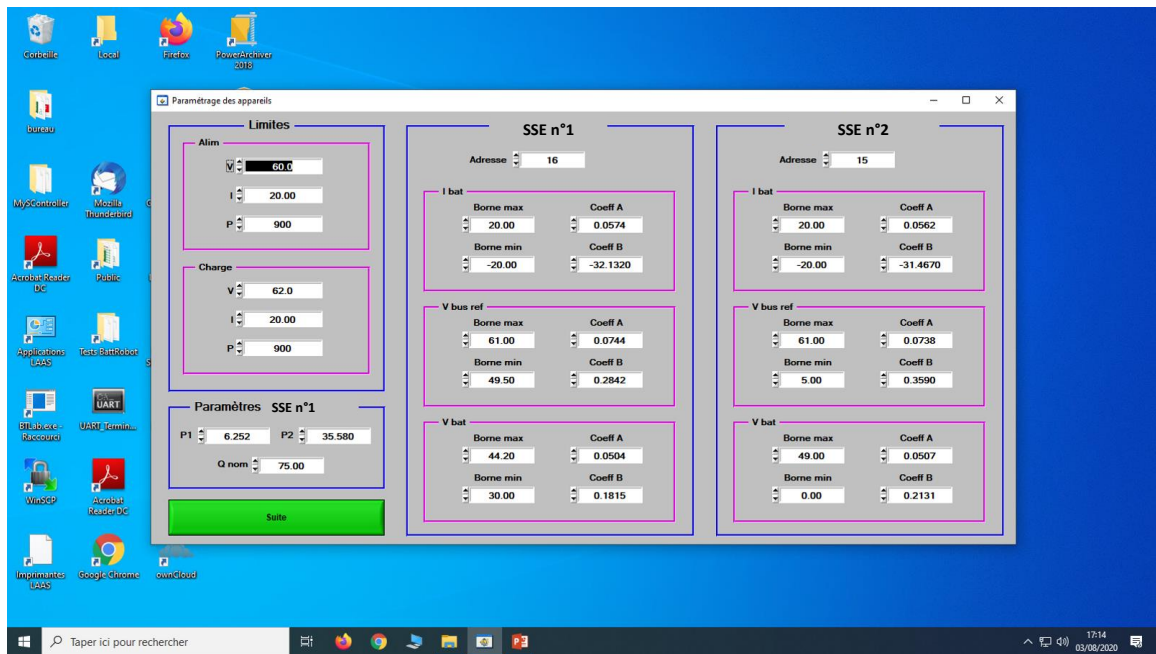 Corbeille
Local
Firefox
PowerArchiver
2018
bureau
MySController
Mozilla
Thunderbird
Acrobat Reader
DC
Public
Applications
LAAS
Tests BattRobot
BTLab.exe -
Raccourci
UART
UART_Termin...
WinSCP
Acrobat
Reader DC
Imprimantes
LAAS
Google Chrome
ownCloud
Paramétrage des appareils
Limites
Alim
V 60.0
I 20.00
P 900
Charge
V 62.0
I 20.00
P 900
Paramètres SSE n°1
P1 6.252 P2 35.580
Q nom 75.00
Suite
SSE n°1
Adresse 16
I bat
Borne max Coeff A
20.00 0.0574
Borne min Coeff B
-20.00 -32.1320
V bus ref
Borne max Coeff A
61.00 0.0744
Borne min Coeff B
49.50 0.2842
V bat
Borne max Coeff A
44.20 0.0504
Borne min Coeff B
30.00 0.1815
SSE n°2
Adresse 15
I bat
Borne max Coeff A
20.00 0.0562
Borne min Coeff B
-20.00 -31.4670
V bus ref
Borne max Coeff A
61.00 0.0738
Borne min Coeff B
5.00 0.3590
V bat
Borne max Coeff A
49.00 0.0507
Borne min Coeff B
0.00 0.2131
Taper ici pour rechercher
17:14
03/08/2020